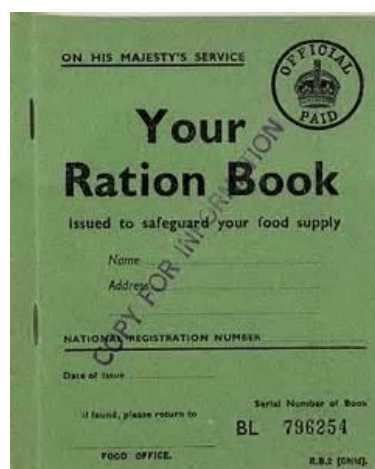 ON HIS MAJESTY'S SERVICE
OFFICIAL
PAID
Your
Ration Book
Issued to safeguard your food supply
Name
Address
COPY FOR INFORMATION
NATIONAL REGISTRATION NUMBER
Date of Issue
Serial Number of Book
If found, please return to
BL 796254
FOOD OFFICE.
R.B.2 [Child].